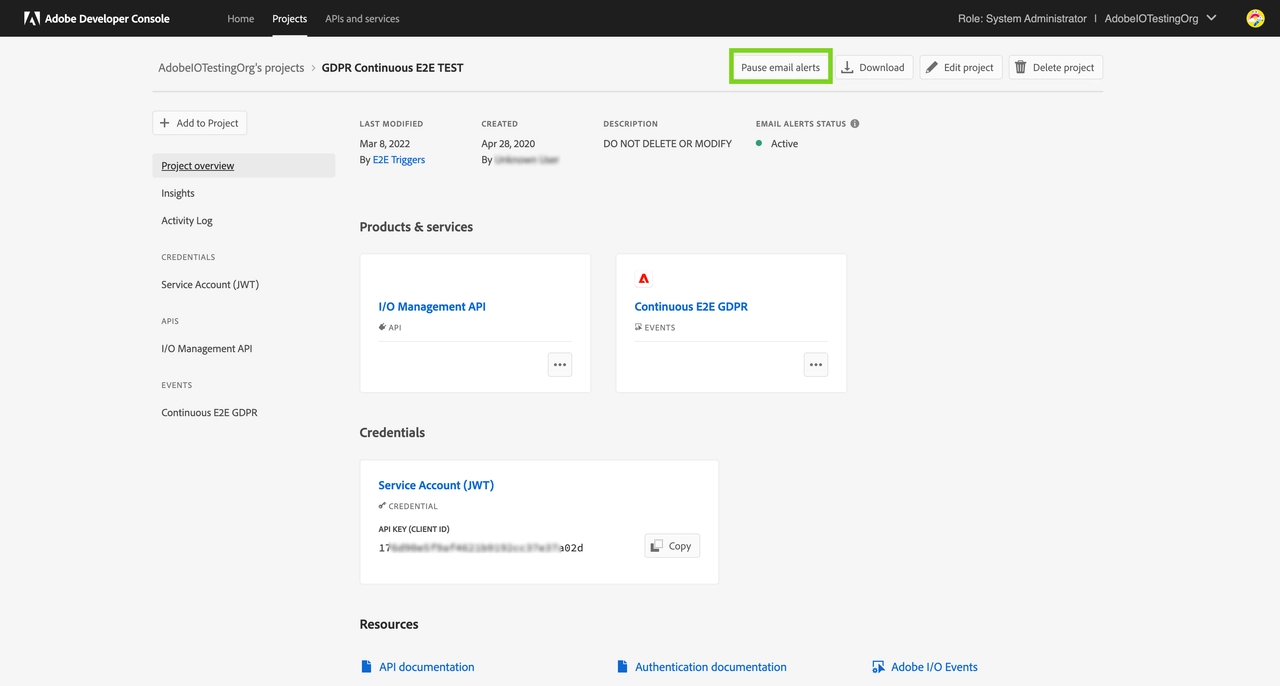 Adobe Developer Console
Home
Projects
APIs and services
Role: System Administrator | AdobeIOTestingOrg
AdobeIOTestingOrg's projects > GDPR Continuous E2E TEST
Pause email alerts
Download
Edit project
Delete project
+ Add to Project
Project overview
Insights
Activity Log
CREDENTIALS
Service Account (JWT)
APIS
I/O Management API
EVENTS
Continuous E2E GDPR
LAST MODIFIED
Mar 8, 2022
By E2E Triggers
CREATED
Apr 28, 2020
By
DESCRIPTION
DO NOT DELETE OR MODIFY
EMAIL ALERTS STATUS
Active
Products & services
I/O Management API
API
Continuous E2E GDPR
EVENTS
Credentials
Service Account (JWT)
CREDENTIAL
API KEY (CLIENT ID)
Copy
Resources
API documentation
Authentication documentation
Adobe I/O Events